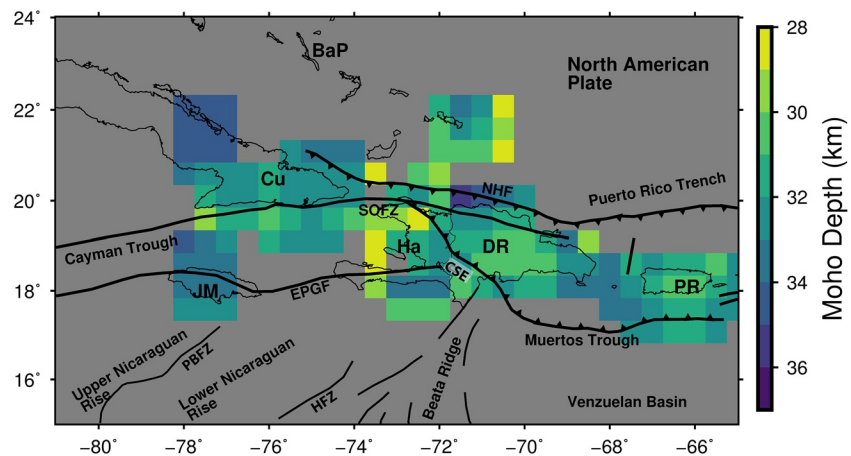 24˚
22˚
20˚
18˚
16˚
−80˚
−78˚
−76˚
−74˚
−72˚
−70˚
−68˚
−66˚
BaP
North American
Plate
Cu
NHF
Puerto Rico Trench
SOFZ
Cayman Trough
Ha
DR
CSE
JM
EPGF
PR
Muertos Trough
Upper Nicaraguan
Rise
PBFZ
Lower Nicaraguan
Rise
HFZ
Beata Ridge
Venzuelan Basin
28
30
32
34
36
Moho Depth (km)